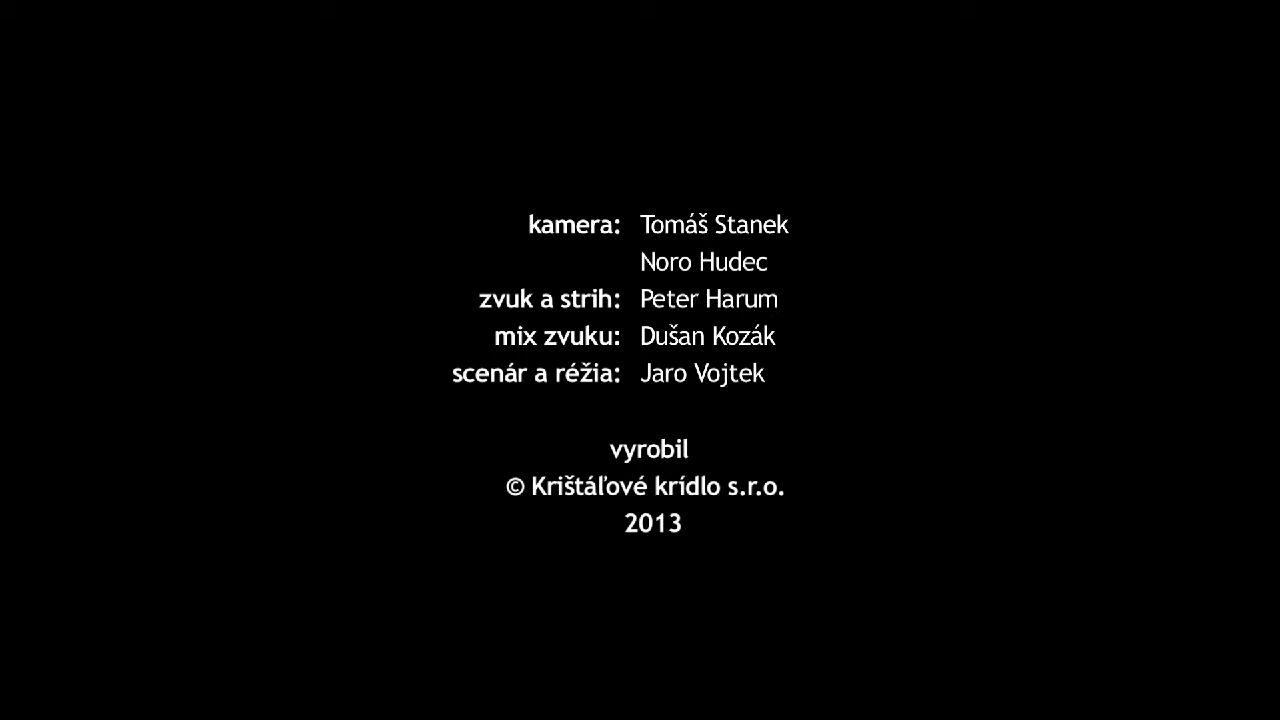 kamera: Tomáš Stanek
Noro Hudec
zvuk a strih: Peter Harum
mix zvuku: Dušan Kozák
scenár a réžia: Jaro Vojtek
vyrobil
© Krištáľové krídlo s.r.o.
2013